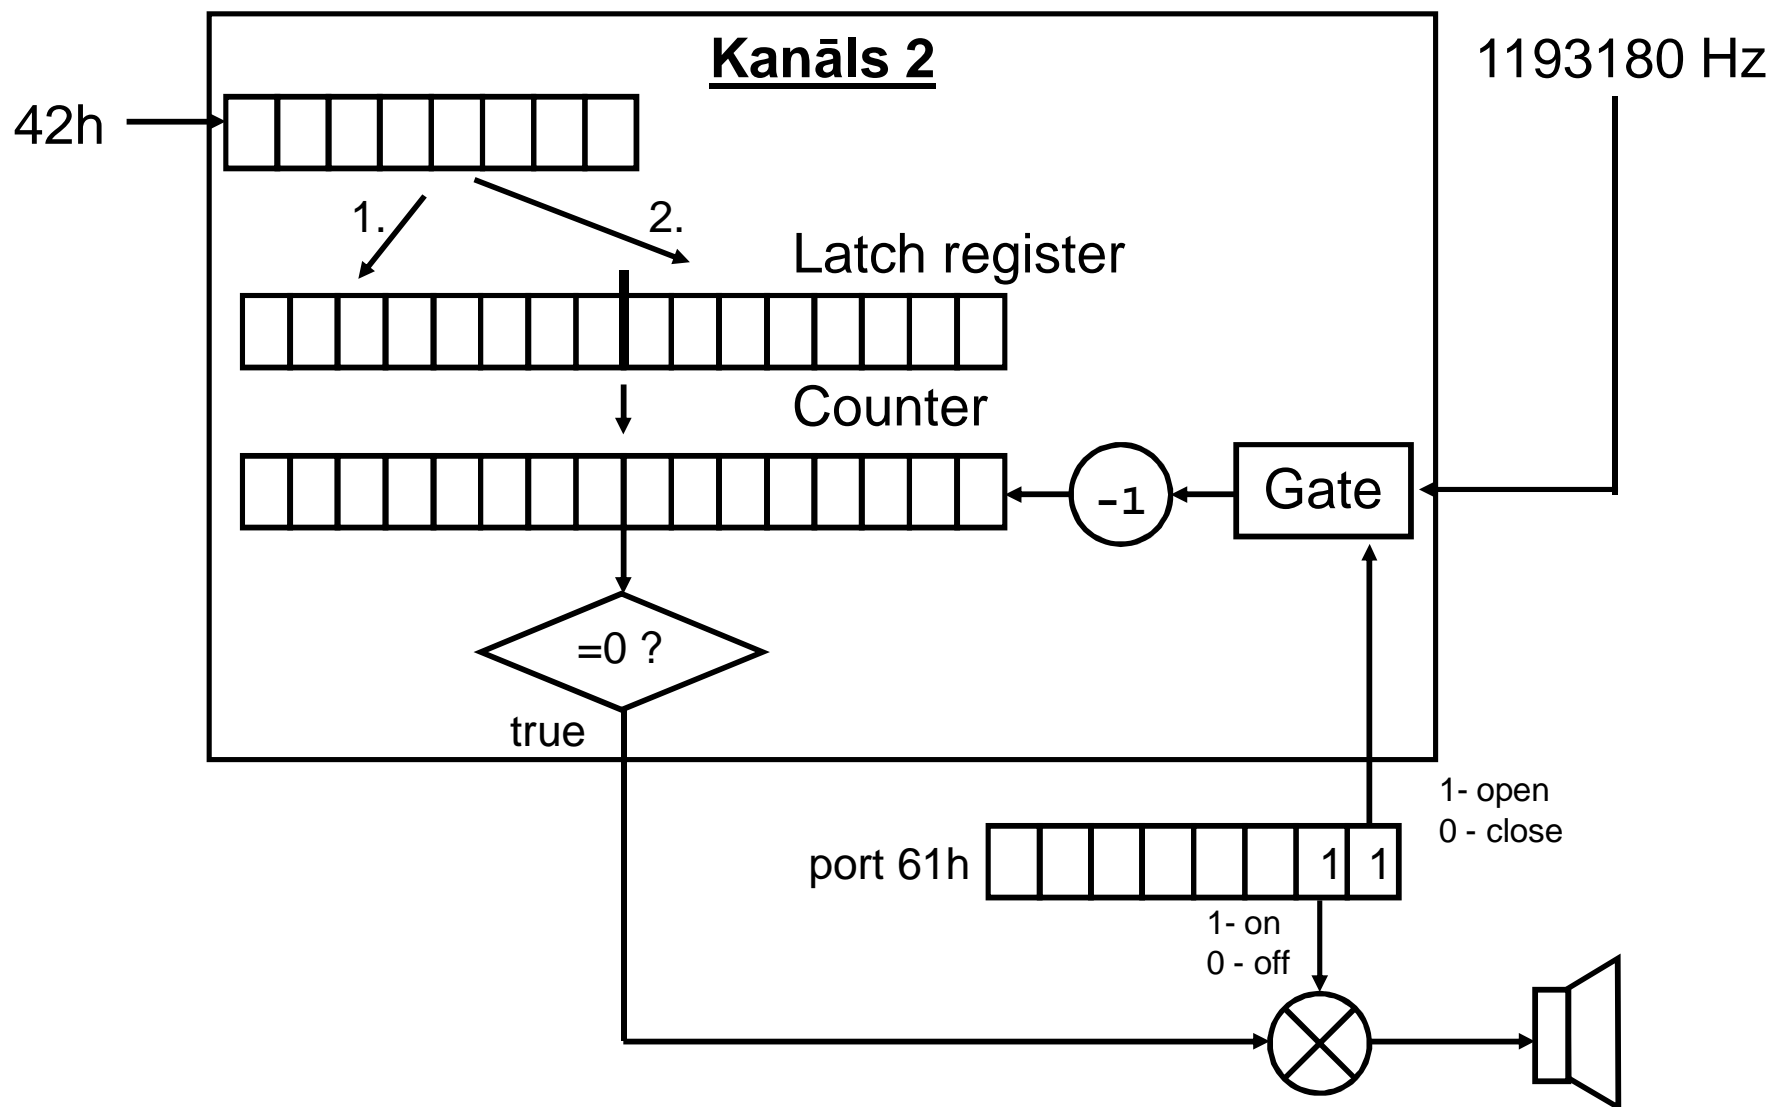 Kanāls 2
1193180 Hz
42h
1.
2.
Latch register
Counter
-1
Gate
=0 ?
true
1- open
0 - close
port 61h
1 1
1- on
0 - off